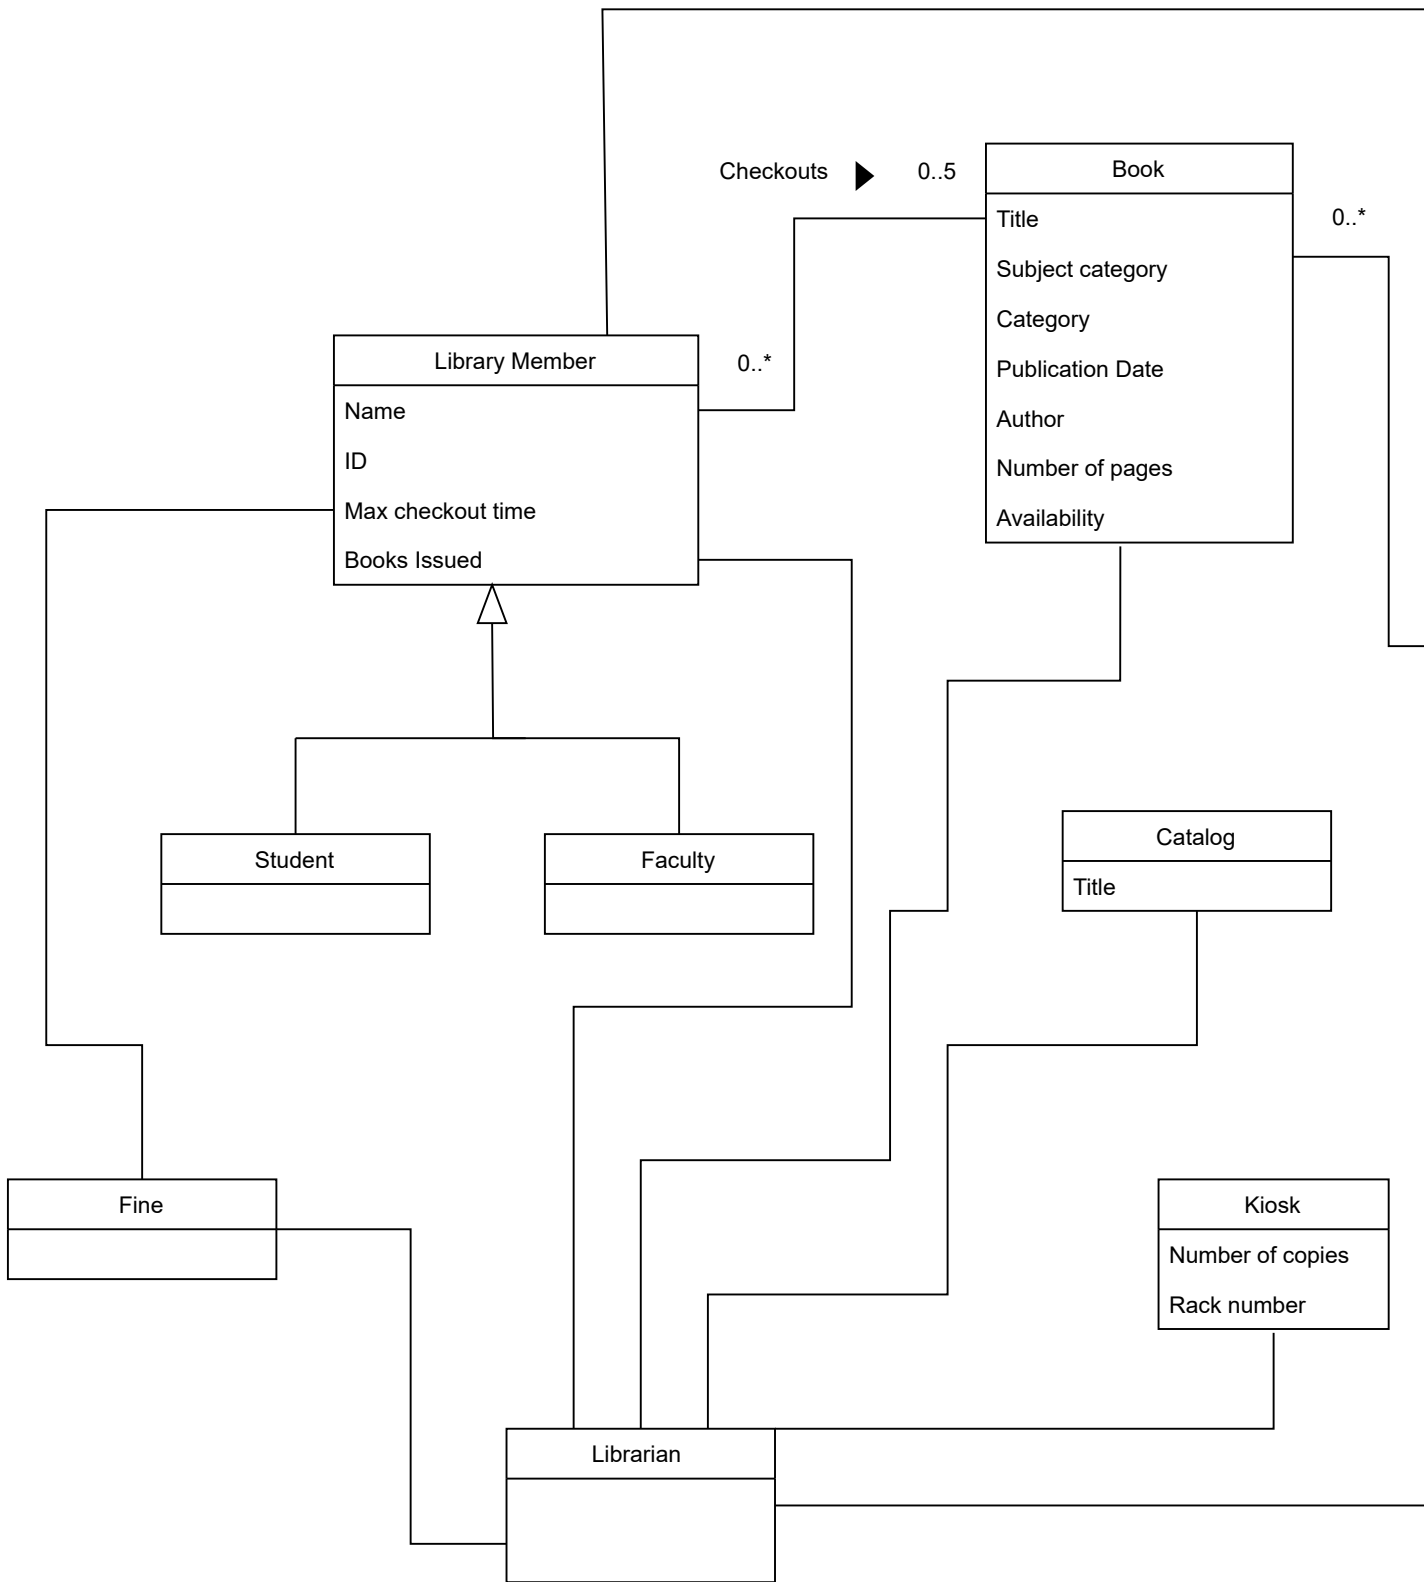 Checkouts
0..5
Book
Title
Subject category
Category
Publication Date
Author
Number of pages
Availability
0..*
Library Member
Name
ID
Max checkout time
Books Issued
0..*
Student
Faculty
Catalog
Title
Fine
Kiosk
Number of copies
Rack number
Librarian